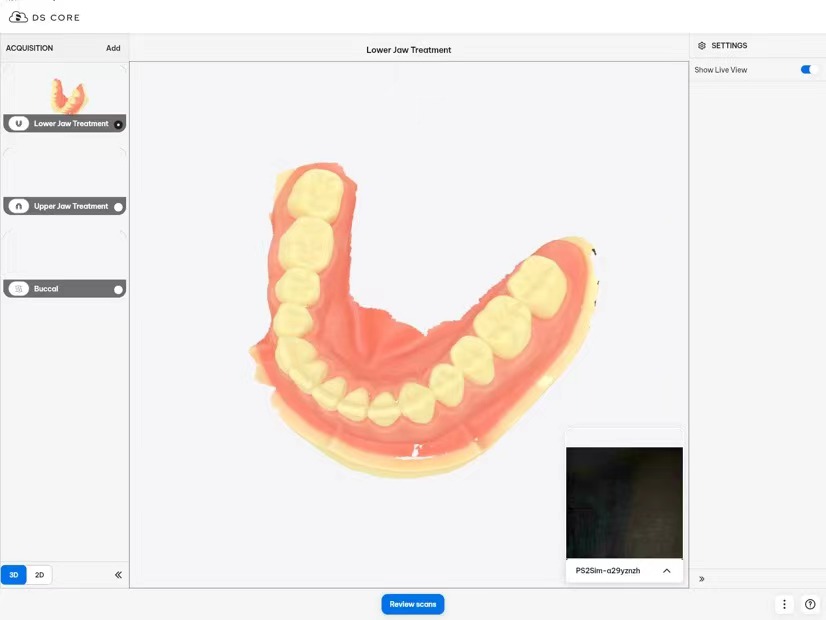 DS CORE
ACQUISITION
Add
Lower Jaw Treatment
SETTINGS
Show Live View
Lower Jaw Treatment
Upper Jaw Treatment
Buccal
PS2Sim-a29yznzh
3D
2D
Review scans